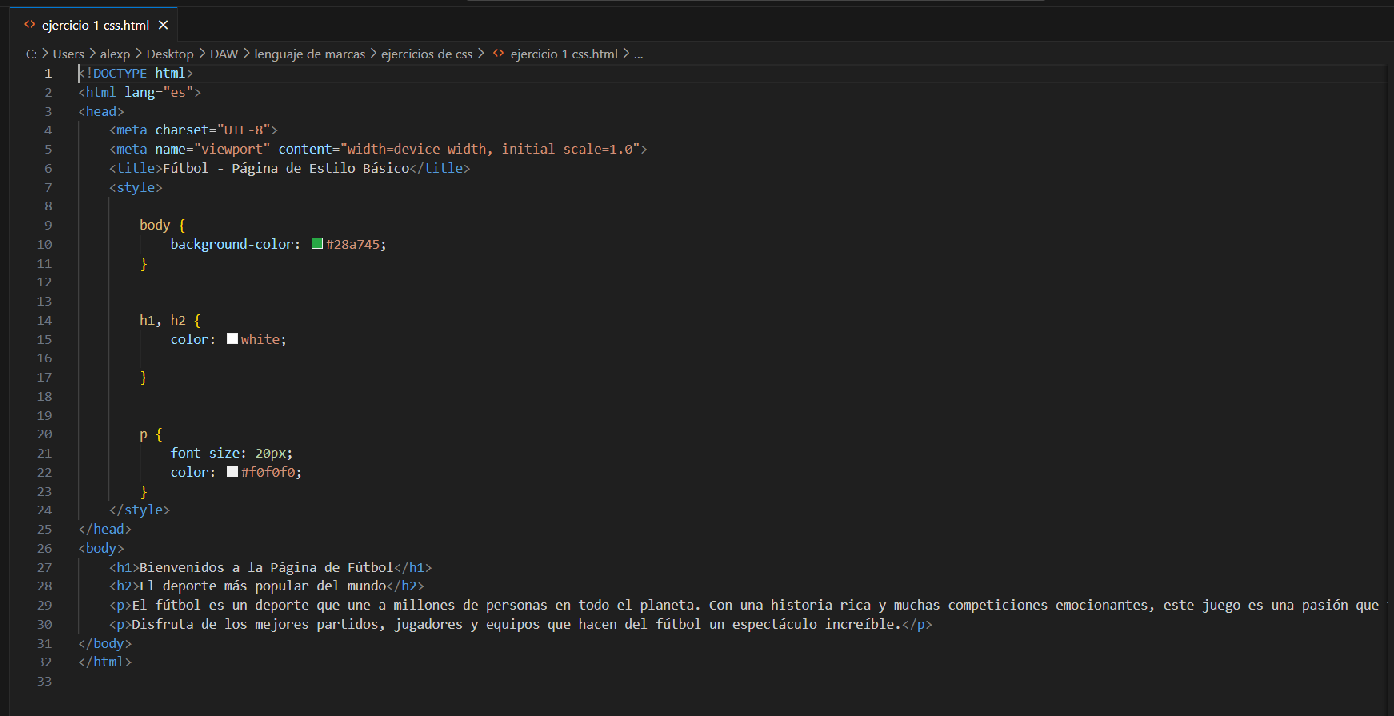 ejercicio 1 css.html
C: > Users > alexp > Desktop > DAW > lenguaje de marcas > ejercicios de css > ejercicio 1 css.html > ...
1 <!DOCTYPE html>
2 <html lang="es">
3 <head>
4 <meta charset="UTF-8">
5 <meta name="viewport" content="width=device width, initial scale=1.0">
6 <title>Fútbol - Página de Estilo Básico</title>
7 <style>
8
9 body {
10 background-color: #28a745;
11 }
12
13
14 h1, h2 {
15 color: white;
16
17 }
18
19
20 p {
21 font size: 20px;
22 color: #f0f0f0;
23 }
24 </style>
25 </head>
26 <body>
27 <h1>Bienvenidos a la Página de Fútbol</h1>
28 <h2>El deporte más popular del mundo</h2>
29 <p>El fútbol es un deporte que une a millones de personas en todo el planeta. Con una historia rica y muchas competiciones emocionantes, este juego es una pasión que
30 <p>Disfruta de los mejores partidos, jugadores y equipos que hacen del fútbol un espectáculo increíble.</p>
31 </body>
32 </html>
33